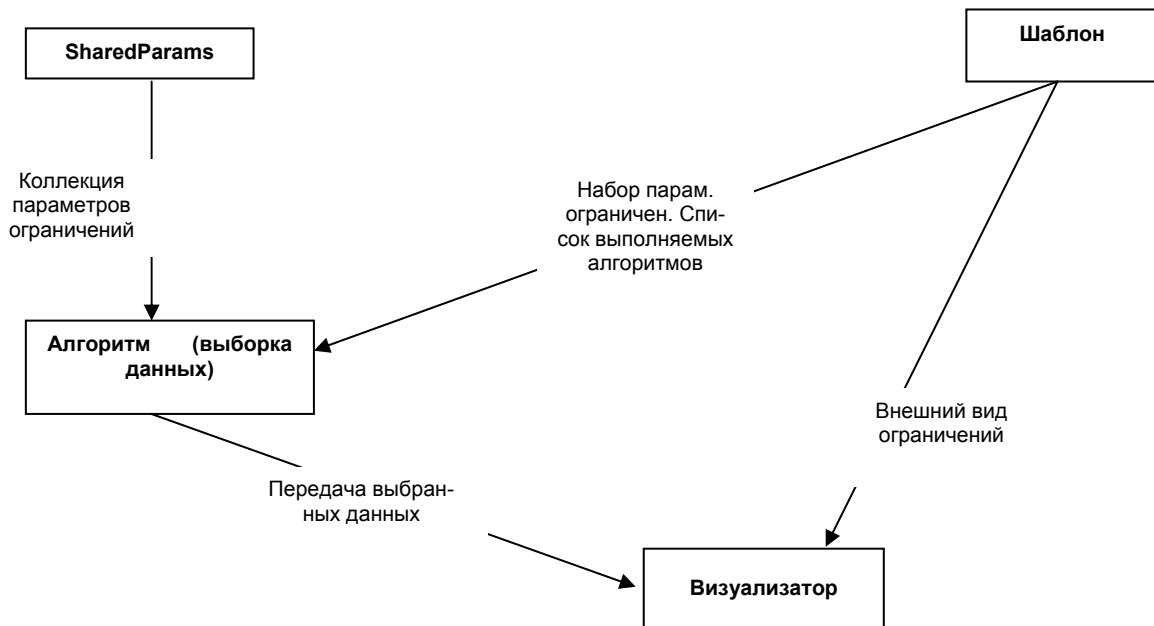 SharedParams
Шаблон
Коллекция
параметров
ограничений
Набор парам.
ограничен. Спи-
сок выполняемых
алгоритмов
Алгоритм (выборка
данных)
Внешний вид
ограничений
Передача выбран-
ных данных
Визуализатор